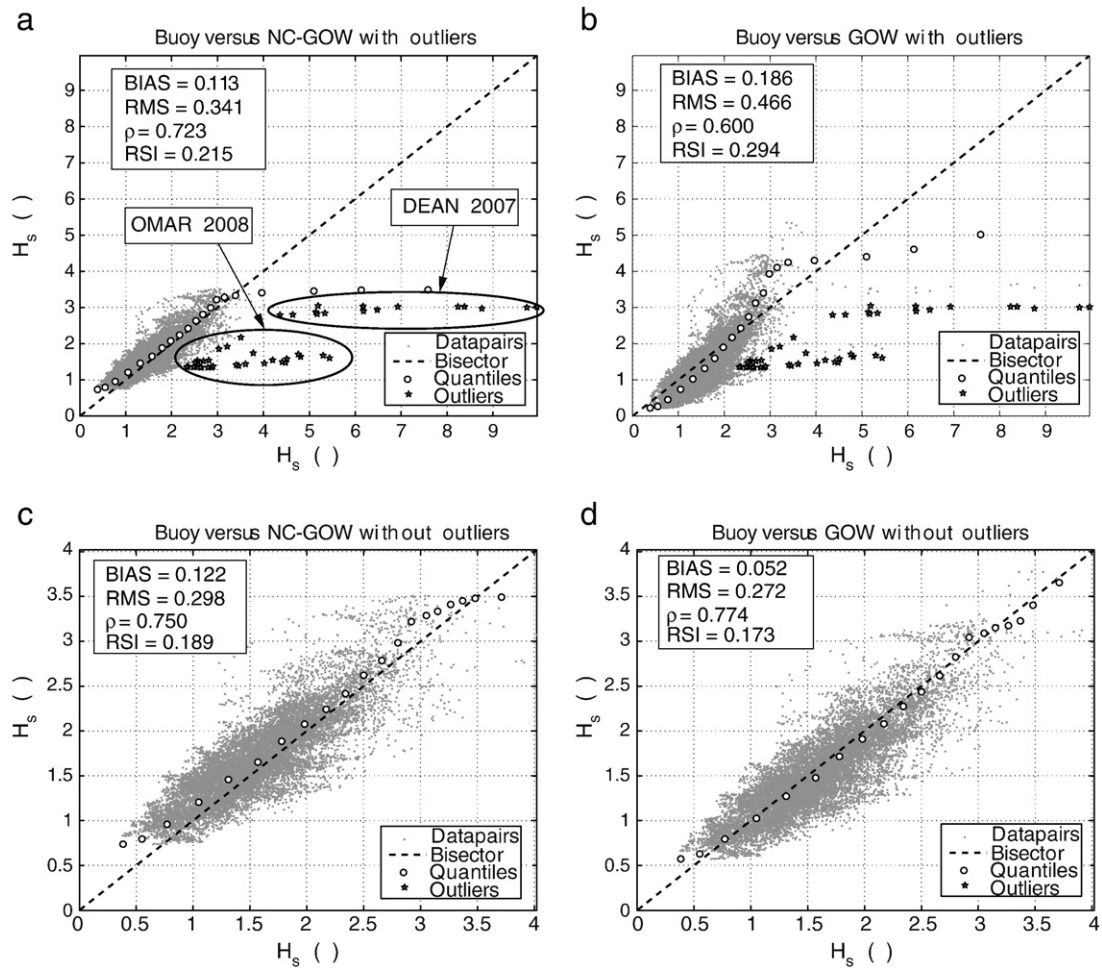 a
Buoy versus NC-GOW with outliers
BIAS = 0.113
RMS = 0.341
ρ = 0.723
RSI = 0.215
OMAR 2008
DEAN 2007
Datapairs
Bisector
Quantiles
Outliers
9
8
7
6
5
4
3
2
1
0
0 1 2 3 4 5 6 7 8 9
Hs ( )
Hs ( )
b
Buoy versus GOW with outliers
BIAS = 0.186
RMS = 0.466
ρ = 0.600
RSI = 0.294
Datapairs
Bisector
Quantiles
Outliers
9
8
7
6
5
4
3
2
1
0
0 1 2 3 4 5 6 7 8 9
Hs ( )
Hs ( )
c
Buoy versus NC-GOW without outliers
BIAS = 0.122
RMS = 0.298
ρ = 0.750
RSI = 0.189
Datapairs
Bisector
Quantiles
Outliers
4
3.5
3
2.5
2
1.5
1
0.5
0
0 0.5 1 1.5 2 2.5 3 3.5 4
Hs ( )
Hs ( )
d
Buoy versus GOW without outliers
BIAS = 0.052
RMS = 0.272
ρ = 0.774
RSI = 0.173
Datapairs
Bisector
Quantiles
Outliers
4
3.5
3
2.5
2
1.5
1
0.5
0
0 0.5 1 1.5 2 2.5 3 3.5 4
Hs ( )
Hs ( )